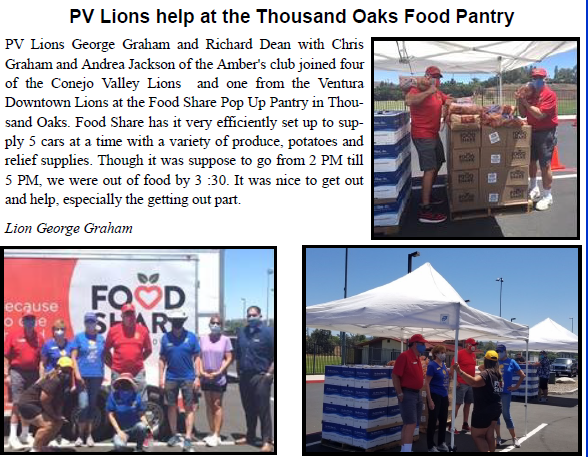 PV Lions help at the Thousand Oaks Food Pantry
PV Lions George Graham and Richard Dean with Chris
Graham and Andrea Jackson of the Amber's club joined four
of the Conejo Valley Lions and one from the Ventura
Downtown Lions at the Food Share Pop Up Pantry in Thou-
sand Oaks. Food Share has it very efficiently set up to sup-
ply 5 cars at a time with a variety of produce, potatoes and
relief supplies. Though it was suppose to go from 2 PM till
5 PM, we were out of food by 3 :30. It was nice to get out
and help, especially the getting out part.
Lion George Graham
FOOD
SHARE
ecause